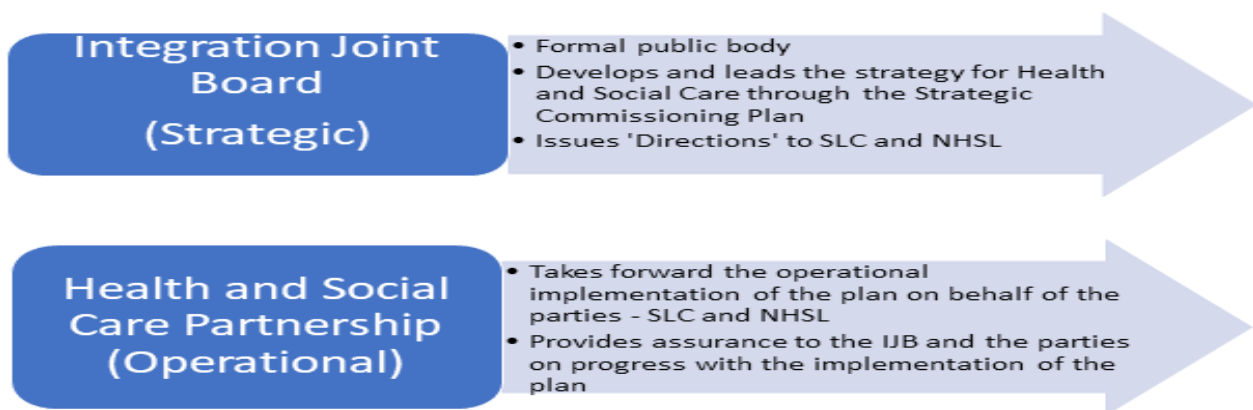 Integration Joint
Board
(Strategic)
• Formal public body
• Develops and leads the strategy for Health
and Social Care through the Strategic
Commissioning Plan
• Issues 'Directions' to SLC and NHSL
Health and Social
Care Partnership
(Operational)
• Takes forward the operational
implementation of the plan on behalf of the
parties - SLC and NHSL
• Provides assurance to the IJB and the parties
on progress with the implementation of the
plan